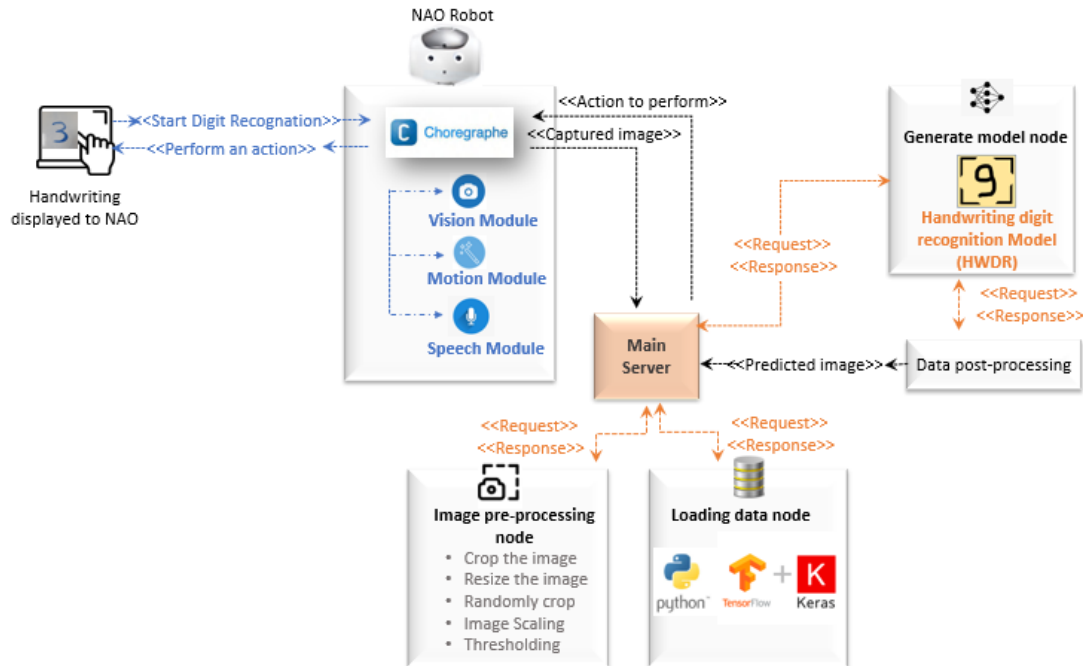 NAO Robot
3
Handwriting
displayed to NAO
<<Start Digit Recognation>>
<<Perform an action>>
C Choregraphe
Vision Module
Motion Module
Speech Module
<<Action to perform>>
<<Captured image>>
Main
Server
<<Request>>
<<Response>>
Generate model node
9
Handwriting digit
recognition Model
(HWDR)
<<Request>>
<<Response>>
Data post-processing
<<Predicted image>>
<<Request>>
<<Response>>
<<Request>>
<<Response>>
Image pre-processing
node
• Crop the image
• Resize the image
• Randomly crop
• Image Scaling
• Thresholding
Loading data node
python™
TensorFlow
+
K
Keras